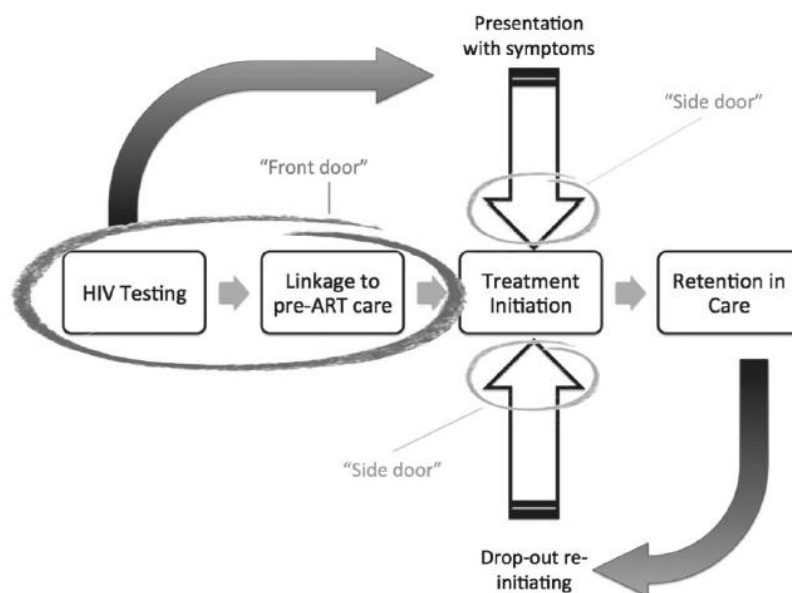 Presentation
with symptoms
“Side door”
“Front door”
HIV Testing
Linkage to
pre-ART care
Treatment
Initiation
Retention in
Care
“Side door”
Drop-out re-
initiating